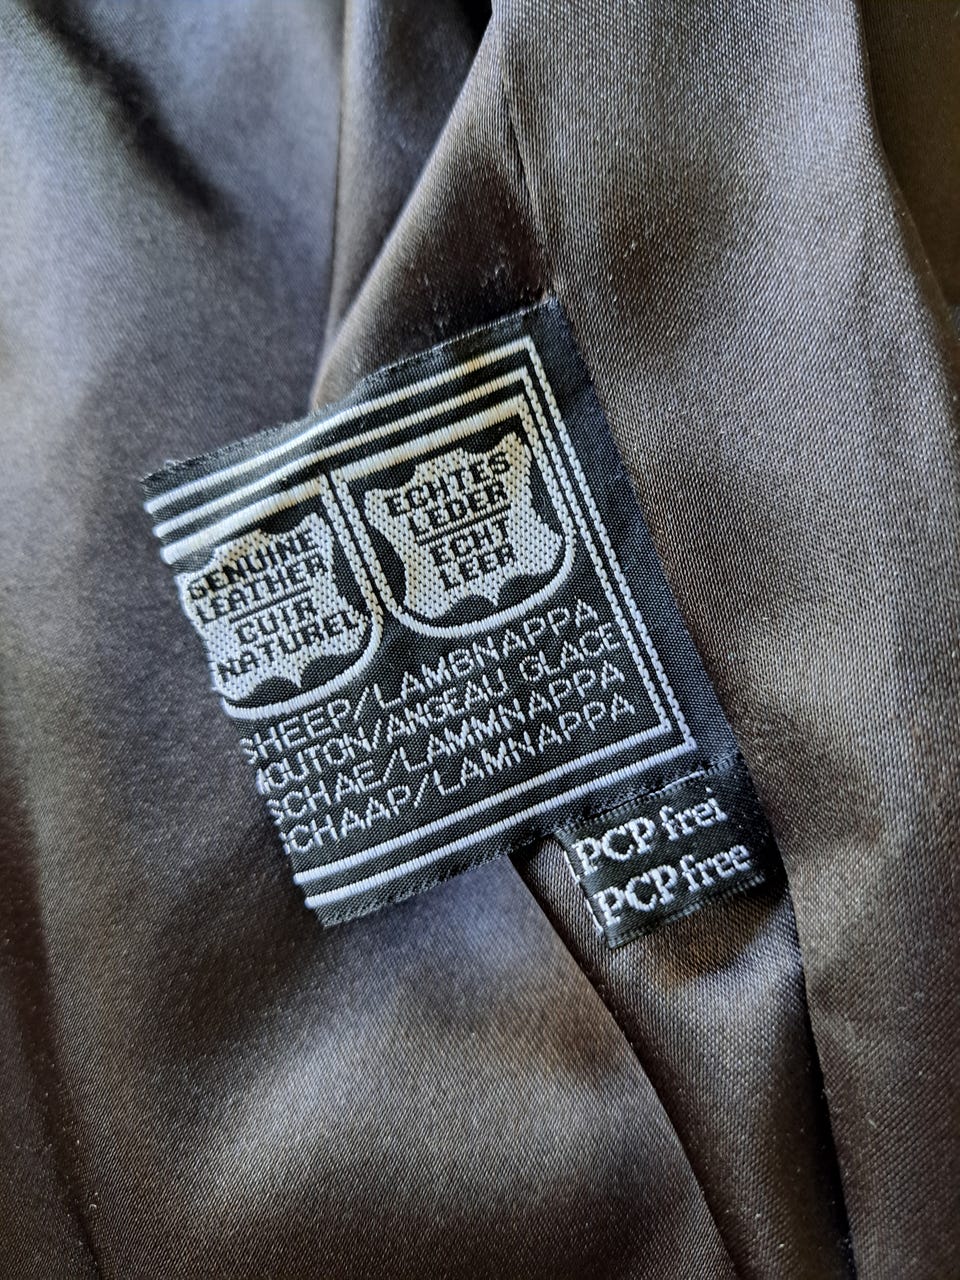 GENUINE
LEATHER
CUIR
NATUREL
ECHTES
LEDER
ECHT
LEER
SHEEP/LAMBNAPPA
MOUTON/ANGEAU GLACE
SCHAE/LAMMNAPPA
SCHAAP/LAMNAPPA
PCP frei
PCP free